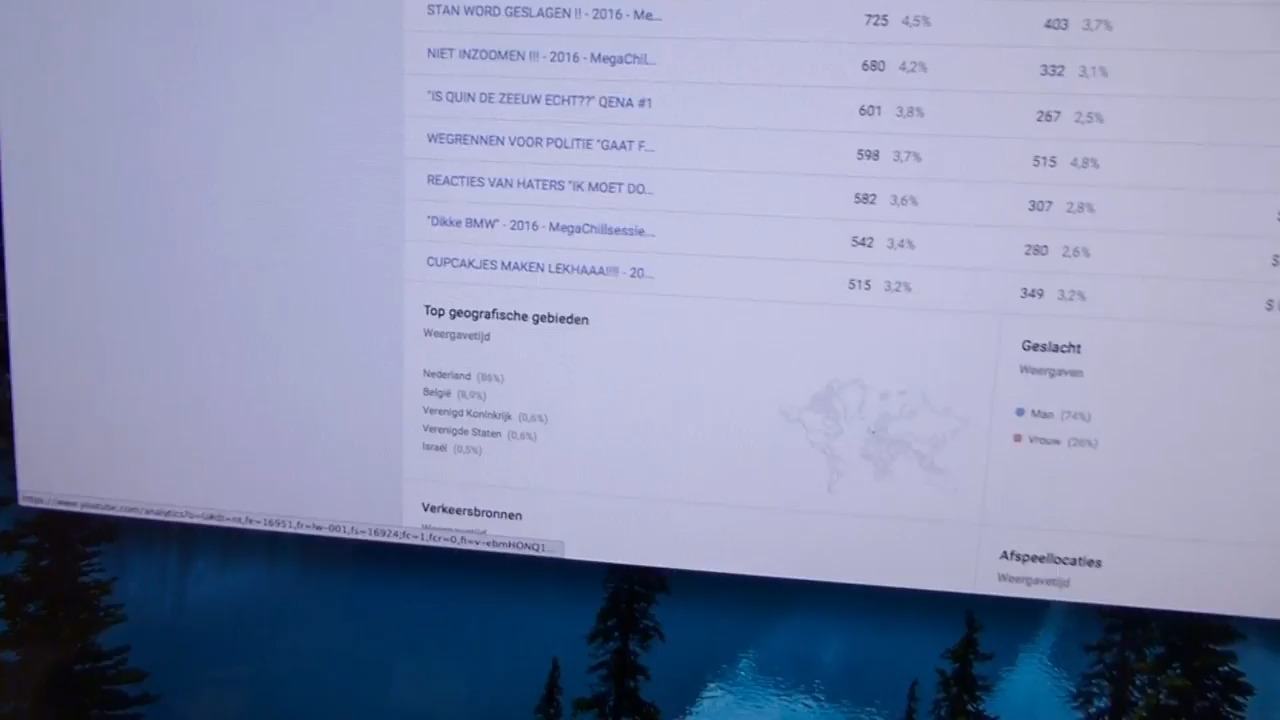 STAN WORD GESLAGEN !! - 2016 - Me... 725 4,5% 403 3,7%
NIET INZOOMEN !!! - 2016 - MegaChil... 680 4,2% 332 3,1%
"IS QUIN DE ZEEUW ECHT??" QENA #1 601 3,8% 267 2,5%
WEGRENNEN VOOR POLITIE "GAAT F... 598 3,7% 515 4,8%
REACTIES VAN HATERS "IK MOET DO... 582 3,6% 307 2,8%
"Dikke BMW" - 2016 - MegaChillsessie... 542 3,4% 280 2,6%
$
CUPCAKJES MAKEN LEKHAAA!!!! - 20... 515 3,2% 349 3,2%
$
Top geografische gebieden
Weergavetijd
Nederland (86%)
België (8,9%)
Verenigd Koninkrijk (0,6%)
Verenigde Staten (0,6%)
Israël (0,5%)
Geslacht
Weergaven
Man (74%)
Vrouw (26%)
Verkeersbronnen
Weergavetijd
Afspeellocaties
Weergavetijd